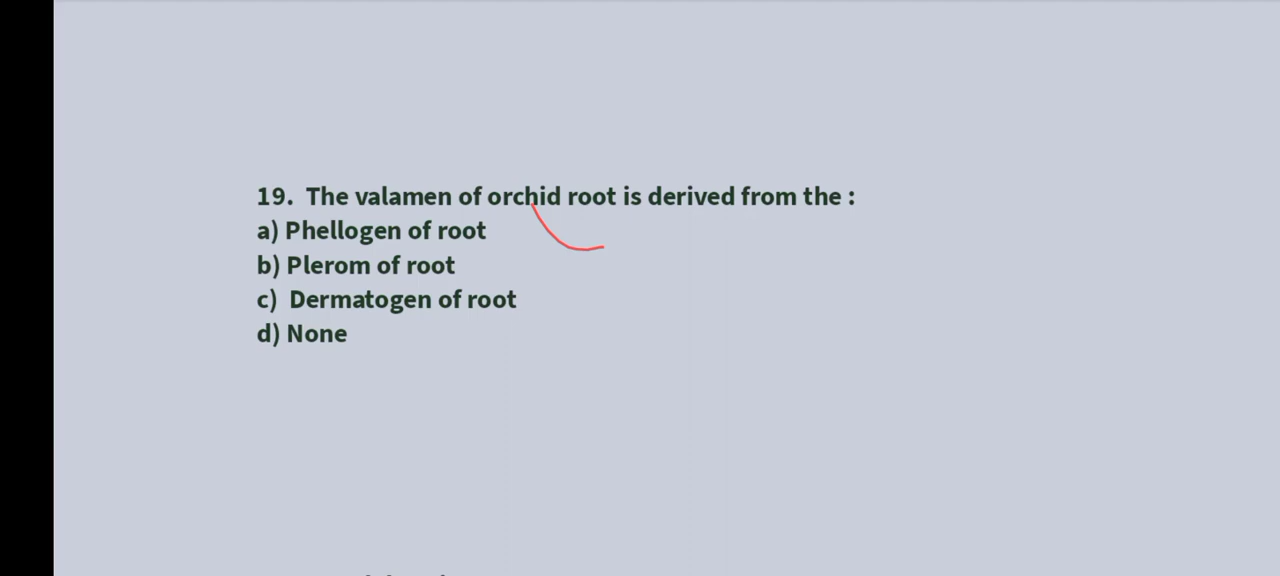 19. The valamen of orchid root is derived from the :
a) Phellogen of root
b) Plerom of root
c) Dermatogen of root
d) None